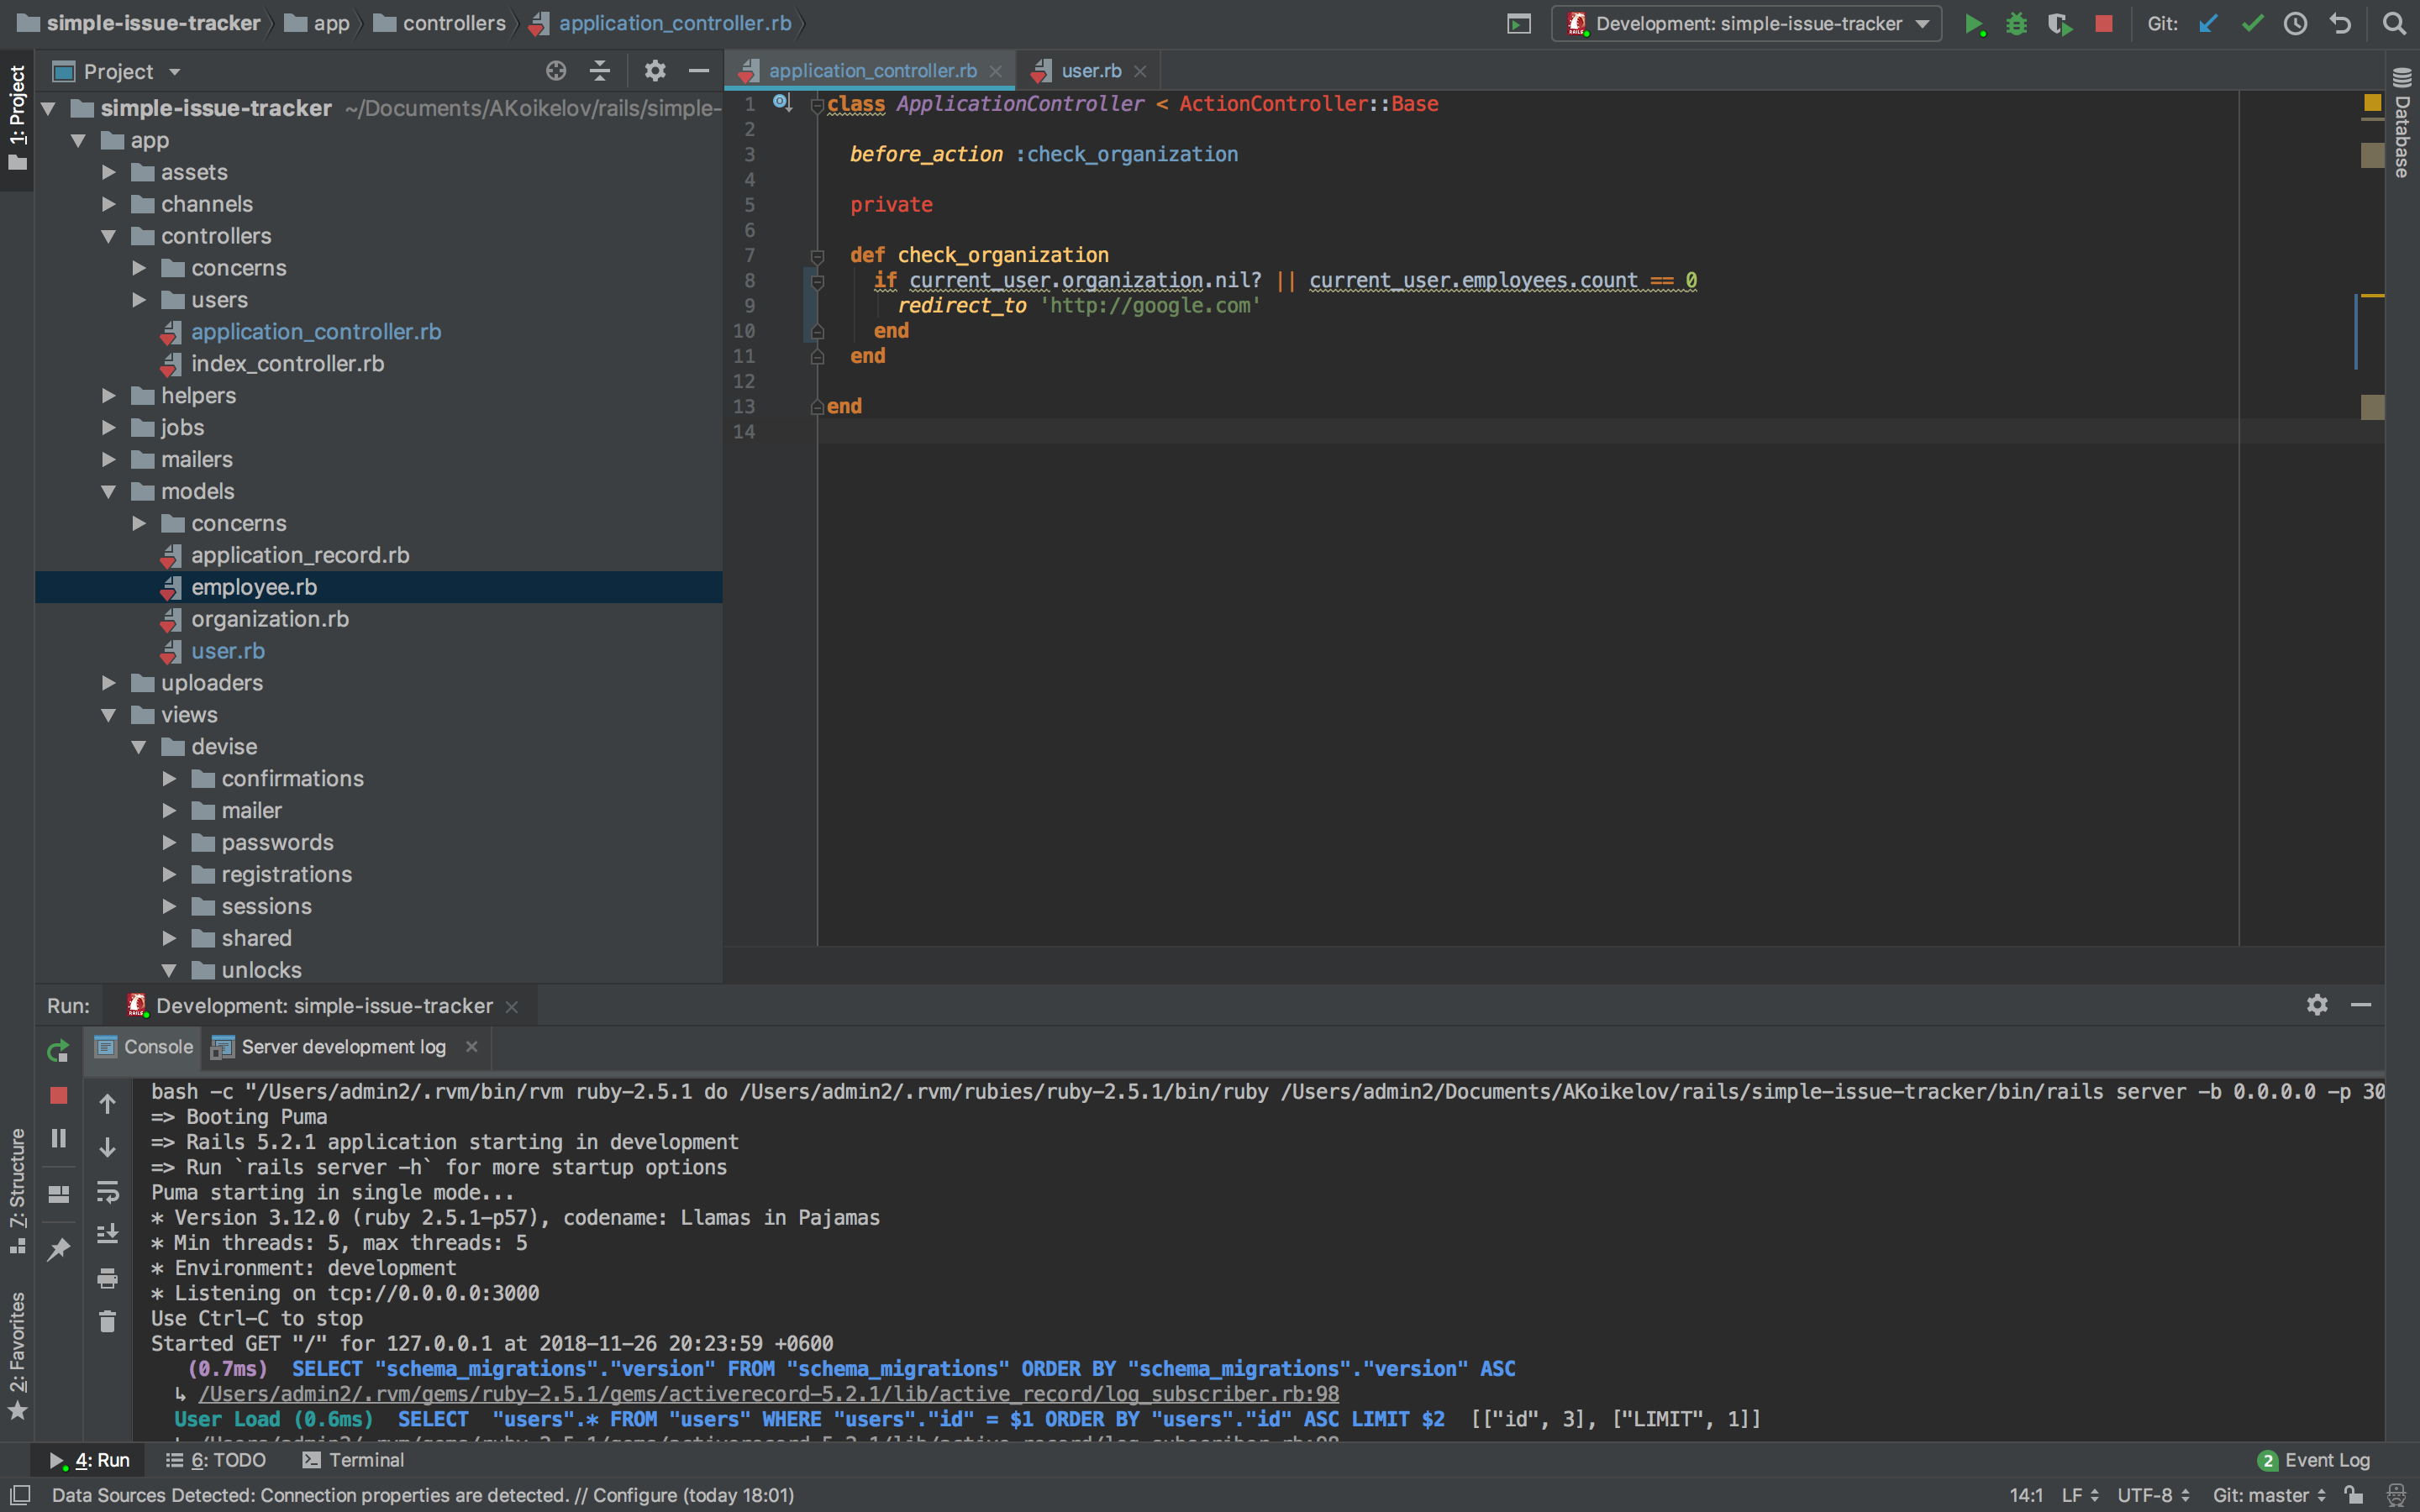 simple-issue-tracker app controllers application_controller.rb
Development: simple-issue-tracker
Git:
1: Project
Project
application_controller.rb
user.rb
Database
simple-issue-tracker ~/Documents/AKoikelov/rails/simple-
app
assets
channels
controllers
concerns
users
application_controller.rb
index_controller.rb
helpers
jobs
mailers
models
concerns
application_record.rb
employee.rb
organization.rb
user.rb
uploaders
views
devise
confirmations
mailer
passwords
registrations
sessions
shared
unlocks
1 class ApplicationController < ActionController::Base
2
3 before_action :check_organization
4
5 private
6
7 def check_organization
8 if current_user.organization.nil? || current_user.employees.count == 0
9 redirect_to 'http://google.com'
10 end
11 end
12
13 end
14
Run: Development: simple-issue-tracker
Console Server development log
7: Structure
2: Favorites
bash -c "/Users/admin2/.rvm/bin/rvm ruby-2.5.1 do /Users/admin2/.rvm/rubies/ruby-2.5.1/bin/ruby /Users/admin2/Documents/AKoikelov/rails/simple-issue-tracker/bin/rails server -b 0.0.0.0 -p 30
=> Booting Puma
=> Rails 5.2.1 application starting in development
=> Run `rails server -h` for more startup options
Puma starting in single mode...
* Version 3.12.0 (ruby 2.5.1-p57), codename: Llamas in Pajamas
* Min threads: 5, max threads: 5
* Environment: development
* Listening on tcp://0.0.0.0:3000
Use Ctrl-C to stop
Started GET "/" for 127.0.0.1 at 2018-11-26 20:23:59 +0600
(0.7ms) SELECT "schema_migrations"."version" FROM "schema_migrations" ORDER BY "schema_migrations"."version" ASC
↳ /Users/admin2/.rvm/gems/ruby-2.5.1/gems/activerecord-5.2.1/lib/active_record/log_subscriber.rb:98
User Load (0.6ms) SELECT "users".* FROM "users" WHERE "users"."id" = $1 ORDER BY "users"."id" ASC LIMIT $2 [["id", 3], ["LIMIT", 1]]
4: Run 6: TODO Terminal
2 Event Log
Data Sources Detected: Connection properties are detected. // Configure (today 18:01)
14:1 LF UTF-8 Git: master